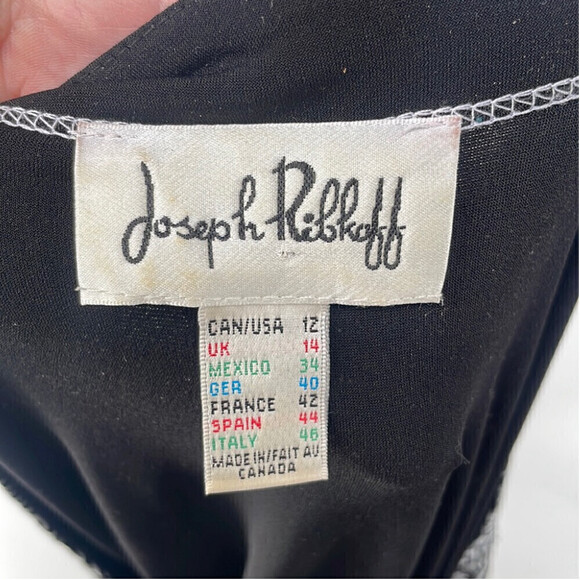 Joseph Ribkoff
CAN/USA 12
UK 14
MEXICO 34
GER 40
FRANCE 42
SPAIN 44
ITALY 46
MADE IN/FAIT AU
CANADA